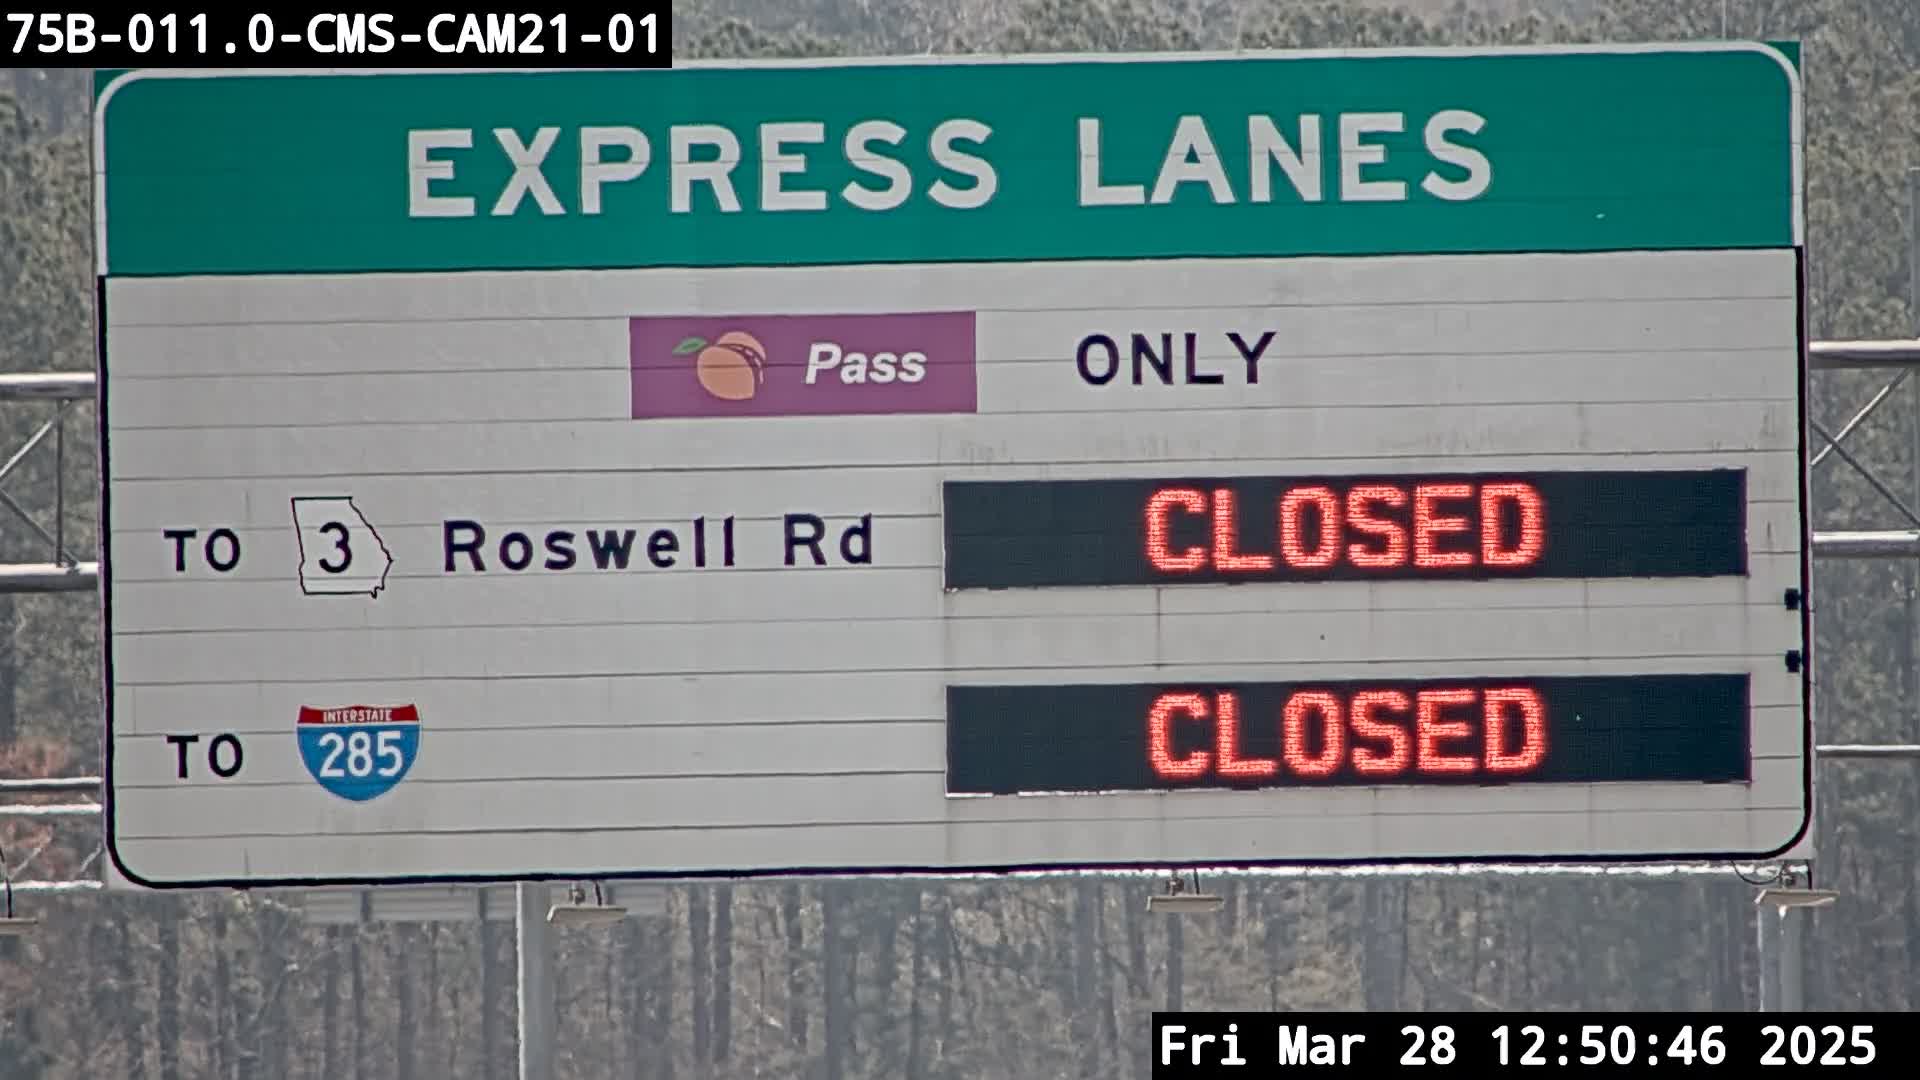 75B-011.0-CMS-CAM21-01
EXPRESS LANES
Pass ONLY
TO 3 Roswell Rd CLOSED
TO INTERSTATE 285 CLOSED
Fri Mar 28 12:50:46 2025